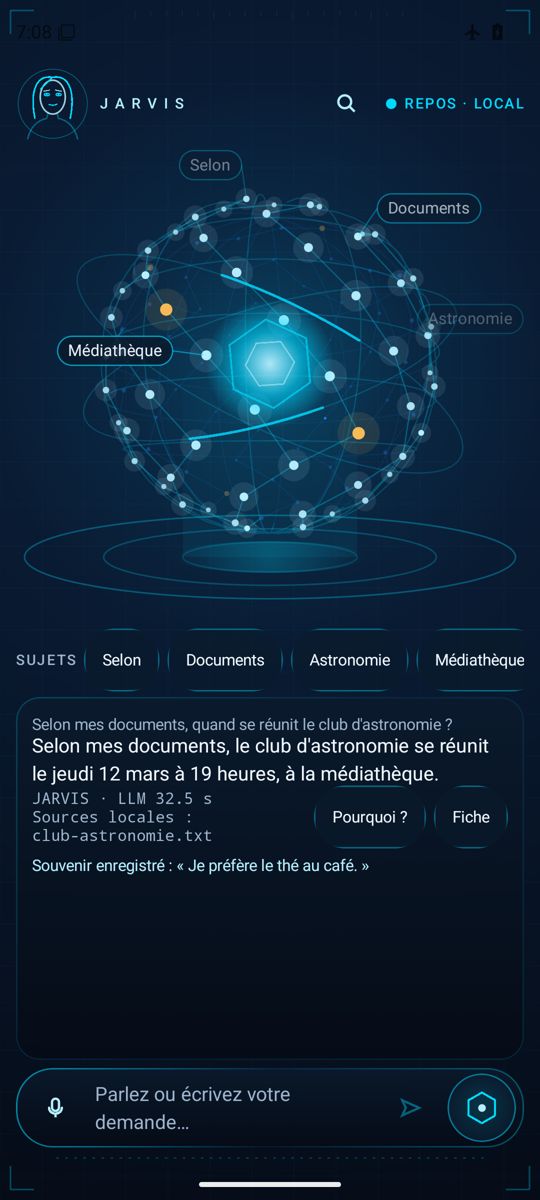 7:08
JARVIS
REPOS · LOCAL
Selon
Documents
Astronomie
Médiathèque
SUJETS
Selon
Documents
Astronomie
Médiathèque
Selon mes documents, quand se réunit le club d'astronomie ?
Selon mes documents, le club d'astronomie se réunit
le jeudi 12 mars à 19 heures, à la médiathèque.
JARVIS · LLM 32.5 s
Sources locales :
club-astronomie.txt
Pourquoi ?
Fiche
Souvenir enregistré : « Je préfère le thé au café. »
Parlez ou écrivez votre
demande…